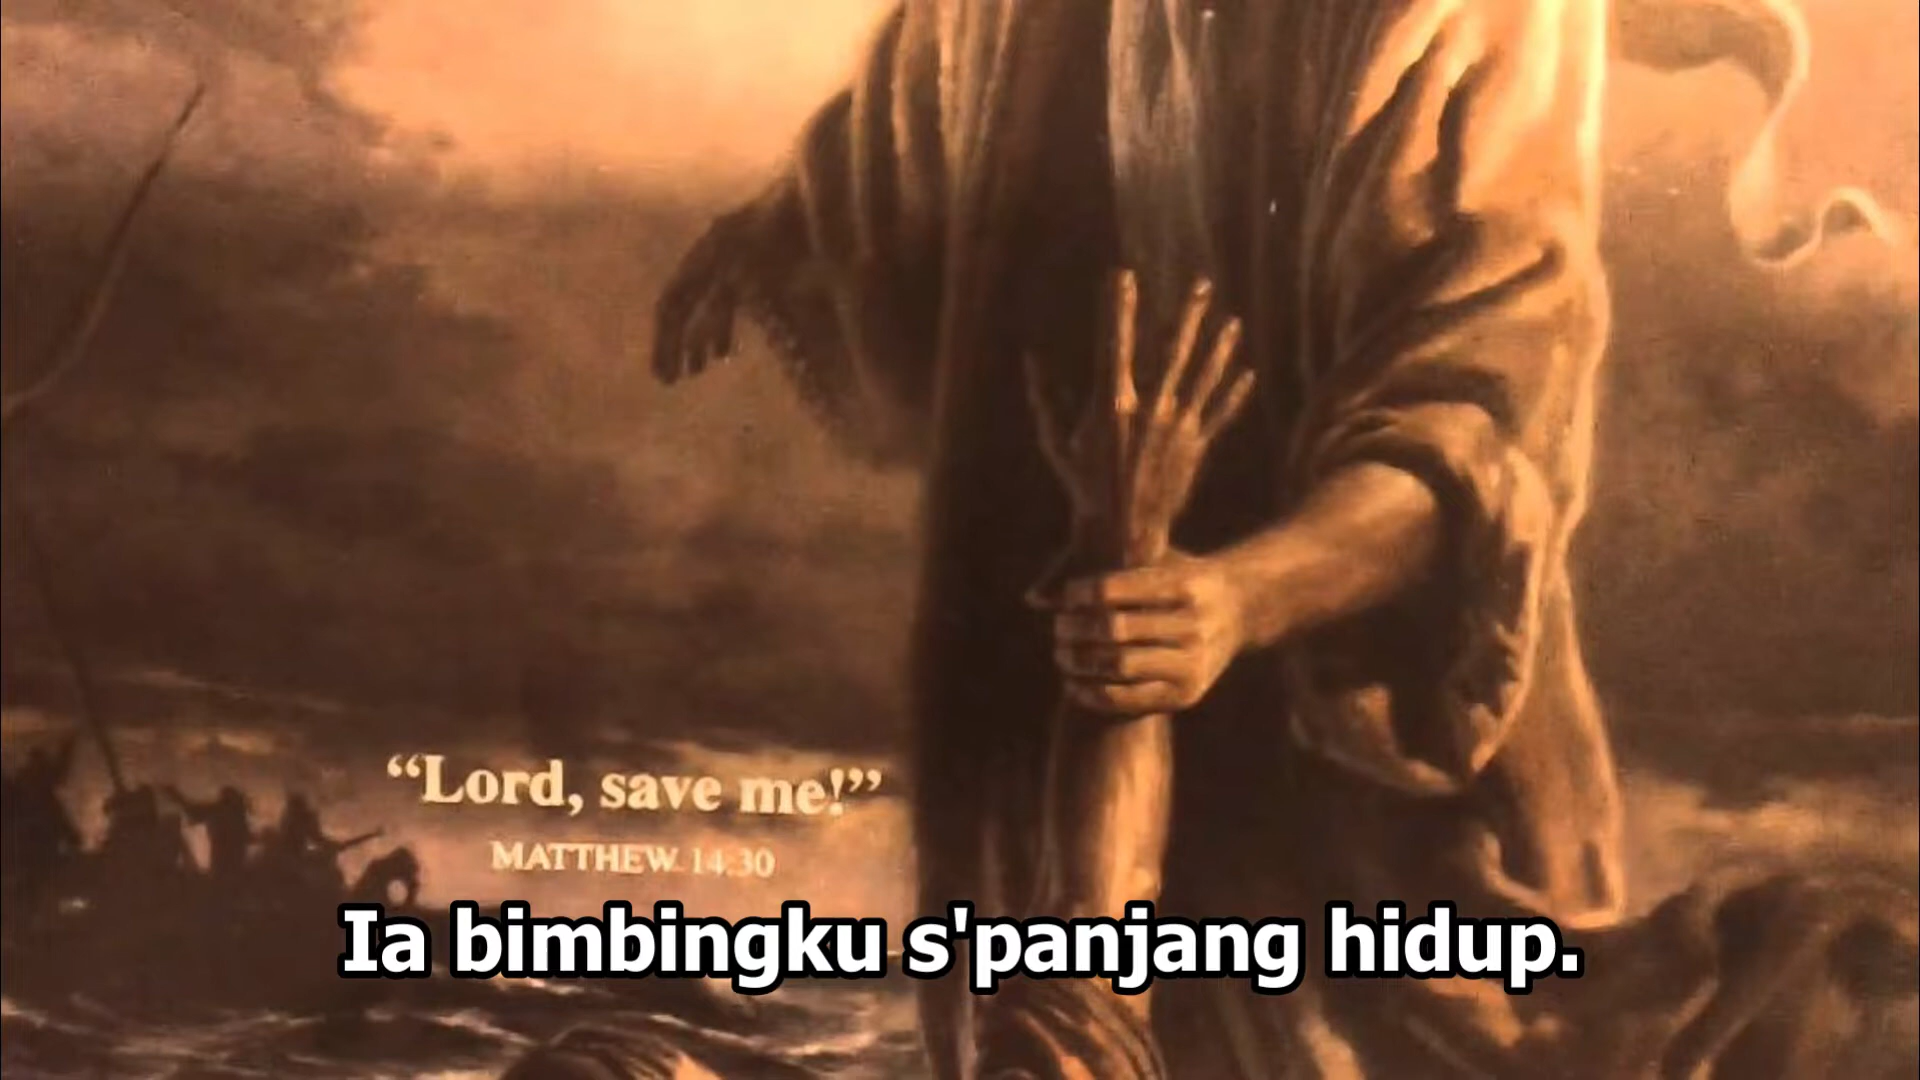 “Lord, save me!”
MATTHEW 14:30
Ia bimbingku s'panjang hidup.